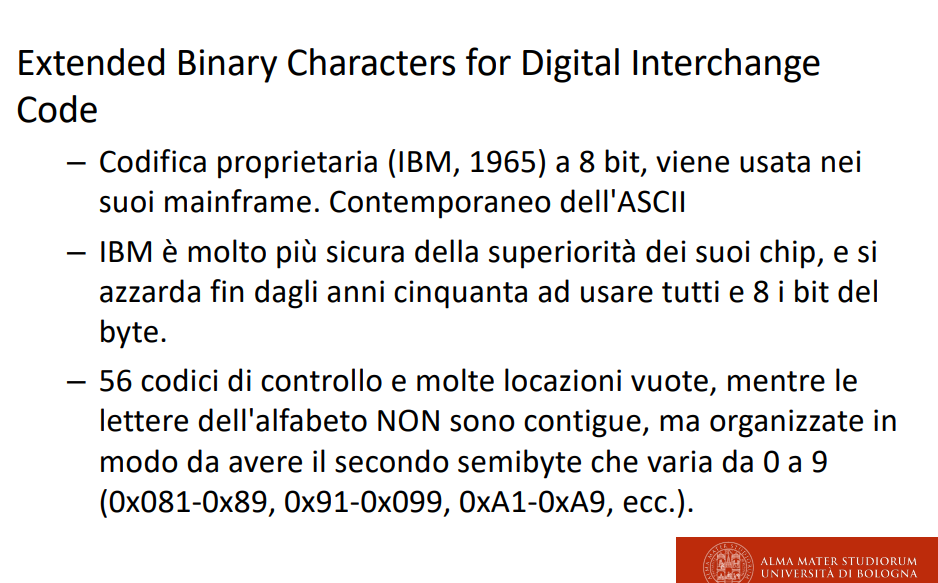 Extended Binary Characters for Digital Interchange
Code
– Codifica proprietaria (IBM, 1965) a 8 bit, viene usata nei
suoi mainframe. Contemporaneo dell'ASCII
– IBM è molto più sicura della superiorità dei suoi chip, e si
azzarda fin dagli anni cinquanta ad usare tutti e 8 i bit del
byte.
– 56 codici di controllo e molte locazioni vuote, mentre le
lettere dell'alfabeto NON sono contigue, ma organizzate in
modo da avere il secondo semibyte che varia da 0 a 9
(0x081-0x89, 0x91-0x099, 0xA1-0xA9, ecc.).
ALMA MATER STUDIORUM
UNIVERSITÀ DI BOLOGNA